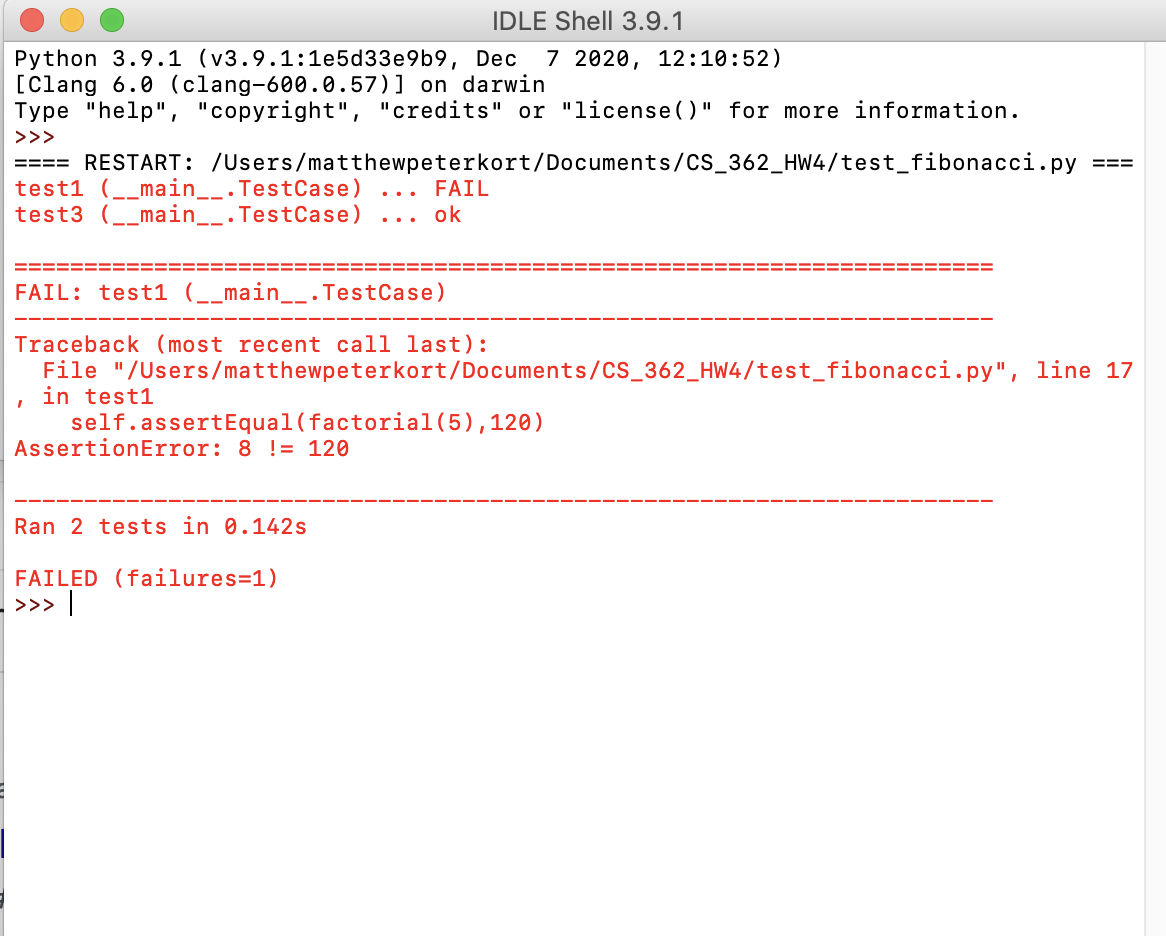 IDLE Shell 3.9.1
Python 3.9.1 (v3.9.1:1e5d33e9b9, Dec  7 2020, 12:10:52)
[Clang 6.0 (clang-600.0.57)] on darwin
Type "help", "copyright", "credits" or "license()" for more information.
>>>
==== RESTART: /Users/matthewpeterkort/Documents/CS_362_HW4/test_fibonacci.py ===
test1 (__main__.TestCase) ... FAIL
test3 (__main__.TestCase) ... ok
======================================================================
FAIL: test1 (__main__.TestCase)
----------------------------------------------------------------------
Traceback (most recent call last):
  File "/Users/matthewpeterkort/Documents/CS_362_HW4/test_fibonacci.py", line 17
, in test1
    self.assertEqual(factorial(5),120)
AssertionError: 8 != 120
----------------------------------------------------------------------
Ran 2 tests in 0.142s
FAILED (failures=1)
>>>